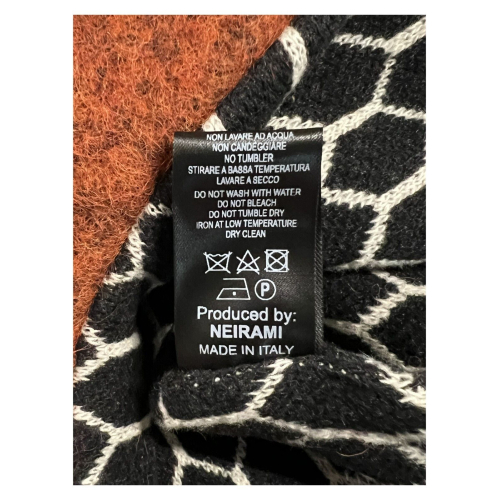 NON LAVARE AD ACQUA
NON CANDEGGIARE
NO TUMBLER
STIRARE A BASSA TEMPERATURA
LAVARE A SECCO
DO NOT WASH WITH WATER
DO NOT BLEACH
DO NOT TUMBLE DRY
IRON AT LOW TEMPERATURE
DRY CLEAN
P
Produced by:
NEIRAMI
MADE IN ITALY